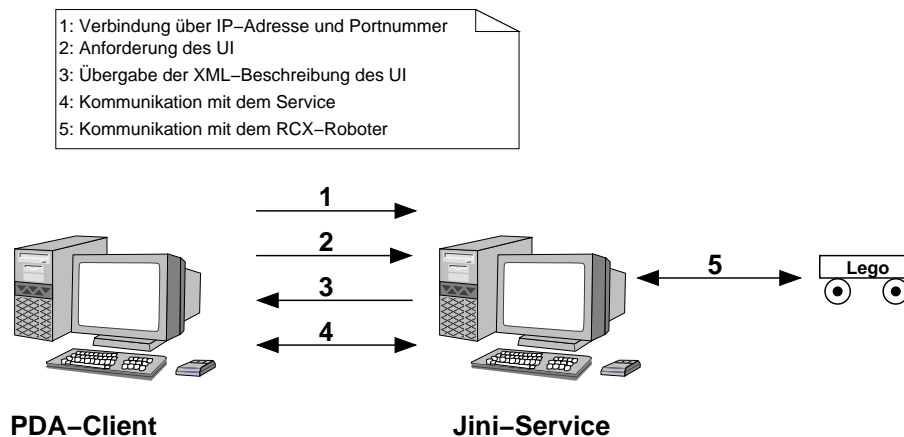 1: Verbindung über IP−Adresse und Portnummer
2: Anforderung des UI
3: Übergabe der XML−Beschreibung des UI
4: Kommunikation mit dem Service
5: Kommunikation mit dem RCX−Roboter
1
2
3
4
5
Lego
PDA−Client
Jini−Service